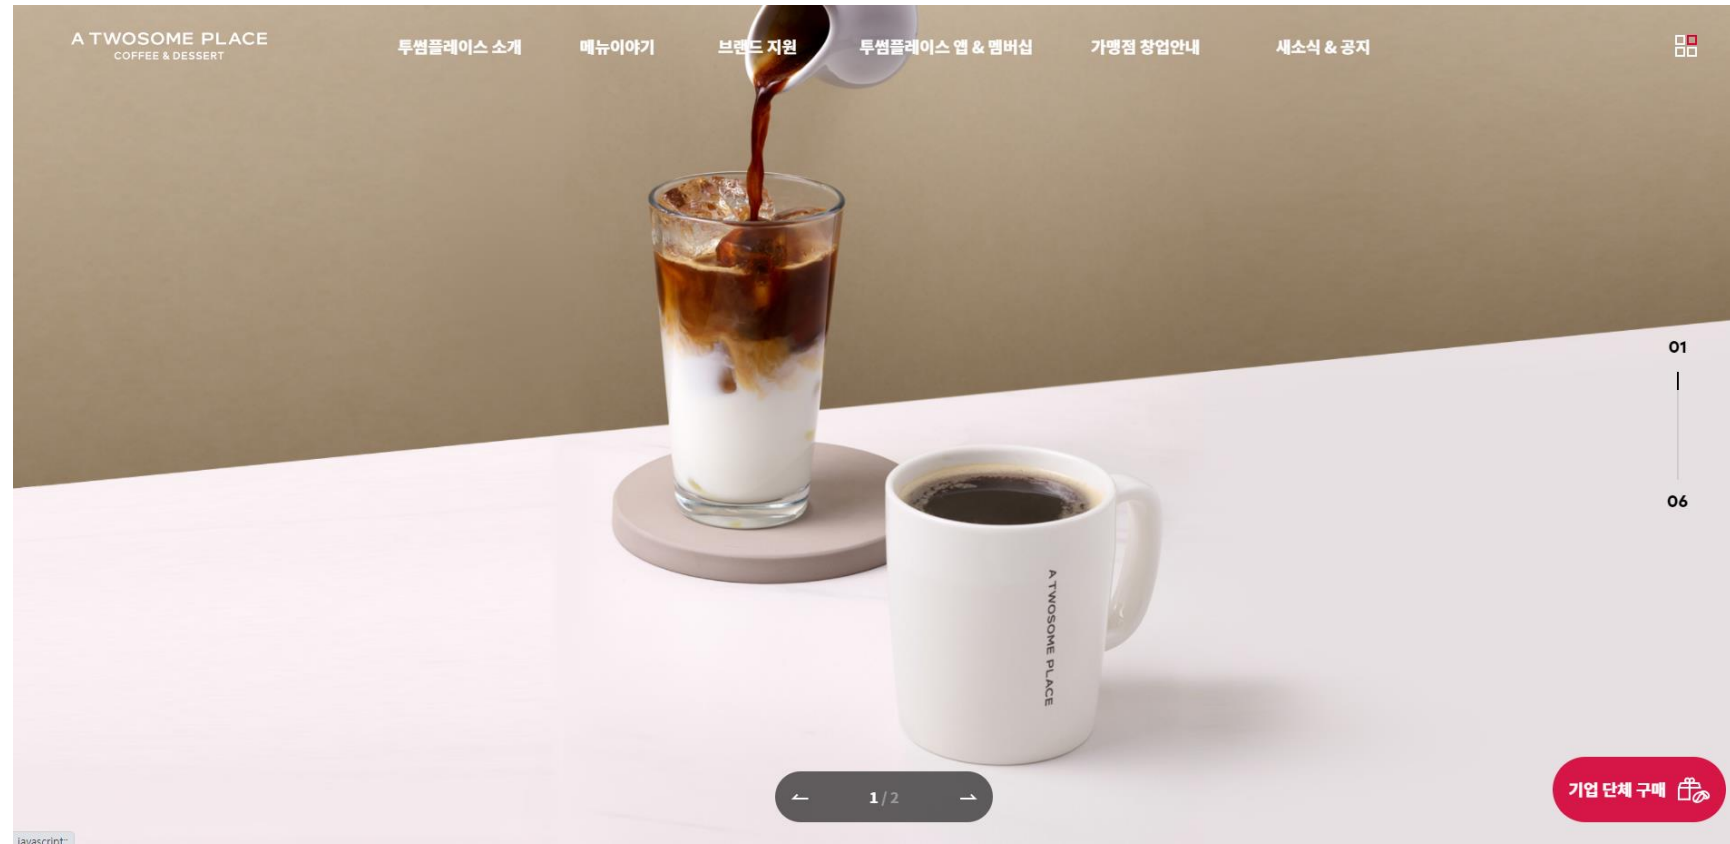 A TWOSOME PLACE
COFFEE & DESSERT
투썸플레이스 소개
메뉴이야기
브랜드 지원
투썸플레이스 앱 & 멤버십
가맹점 창업안내
새소식 & 공지
01
06
A TWOSOME PLACE
1 / 2
기업 단체 구매
javascript:;